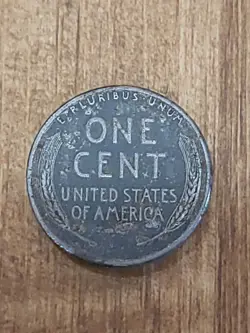 E·PLURIBUS·UNUM
ONE
CENT
UNITED STATES
OF AMERICA